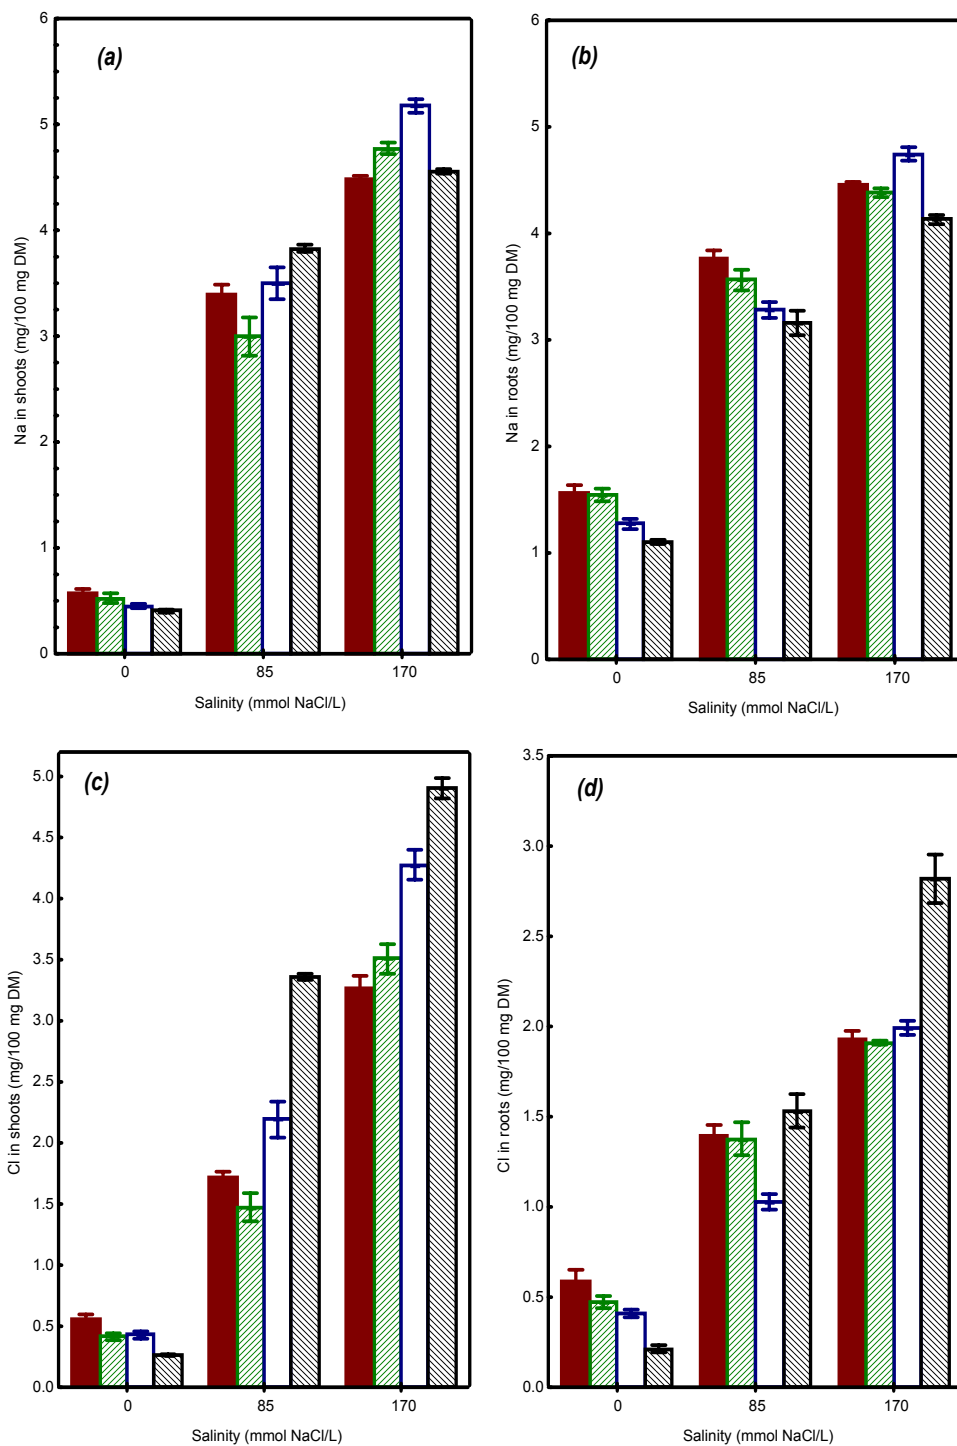 (a)
6
5
4
3
2
1
0
Na in shoots (mg/100 mg DM)
0 85 170
Salinity (mmol NaCl/L)
(b)
6
5
4
3
2
1
0
Na in roots (mg/100 mg DM)
0 85 170
Salinity (mmol NaCl/L)
(c)
5.0
4.5
4.0
3.5
3.0
2.5
2.0
1.5
1.0
0.5
0.0
Cl in shoots (mg/100 mg DM)
0 85 170
Salinity (mmol NaCl/L)
(d)
3.5
3.0
2.5
2.0
1.5
1.0
0.5
0.0
Cl in roots (mg/100 mg DM)
0 85 170
Salinity (mmol NaCl/L)